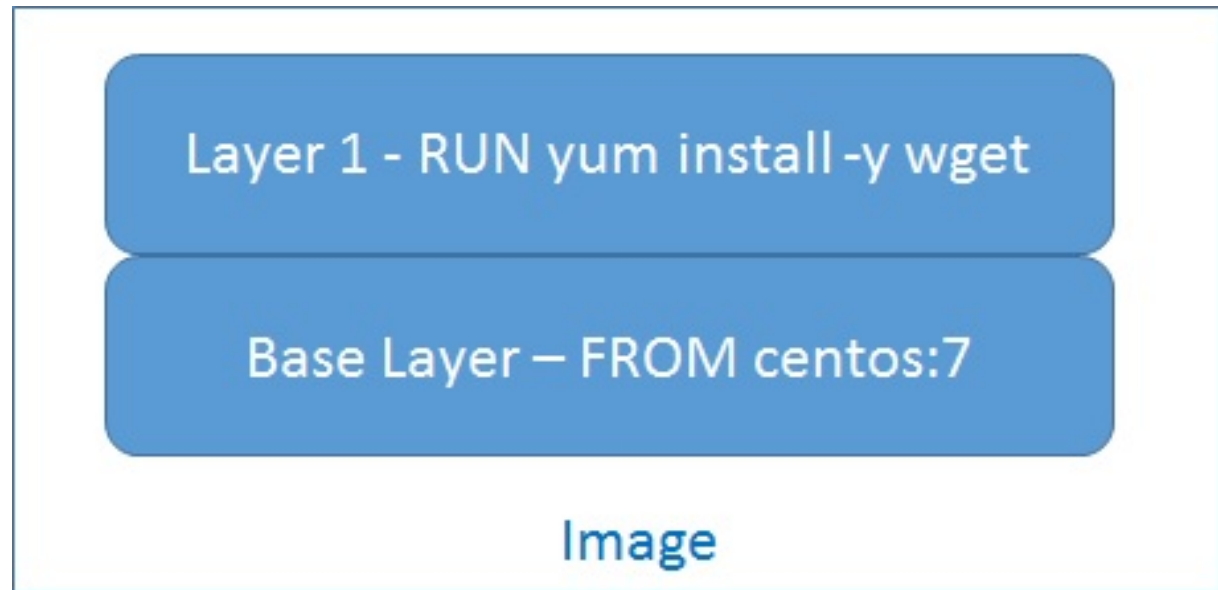 Layer 1 - RUN yum install -y wget
Base Layer – FROM centos:7
Image